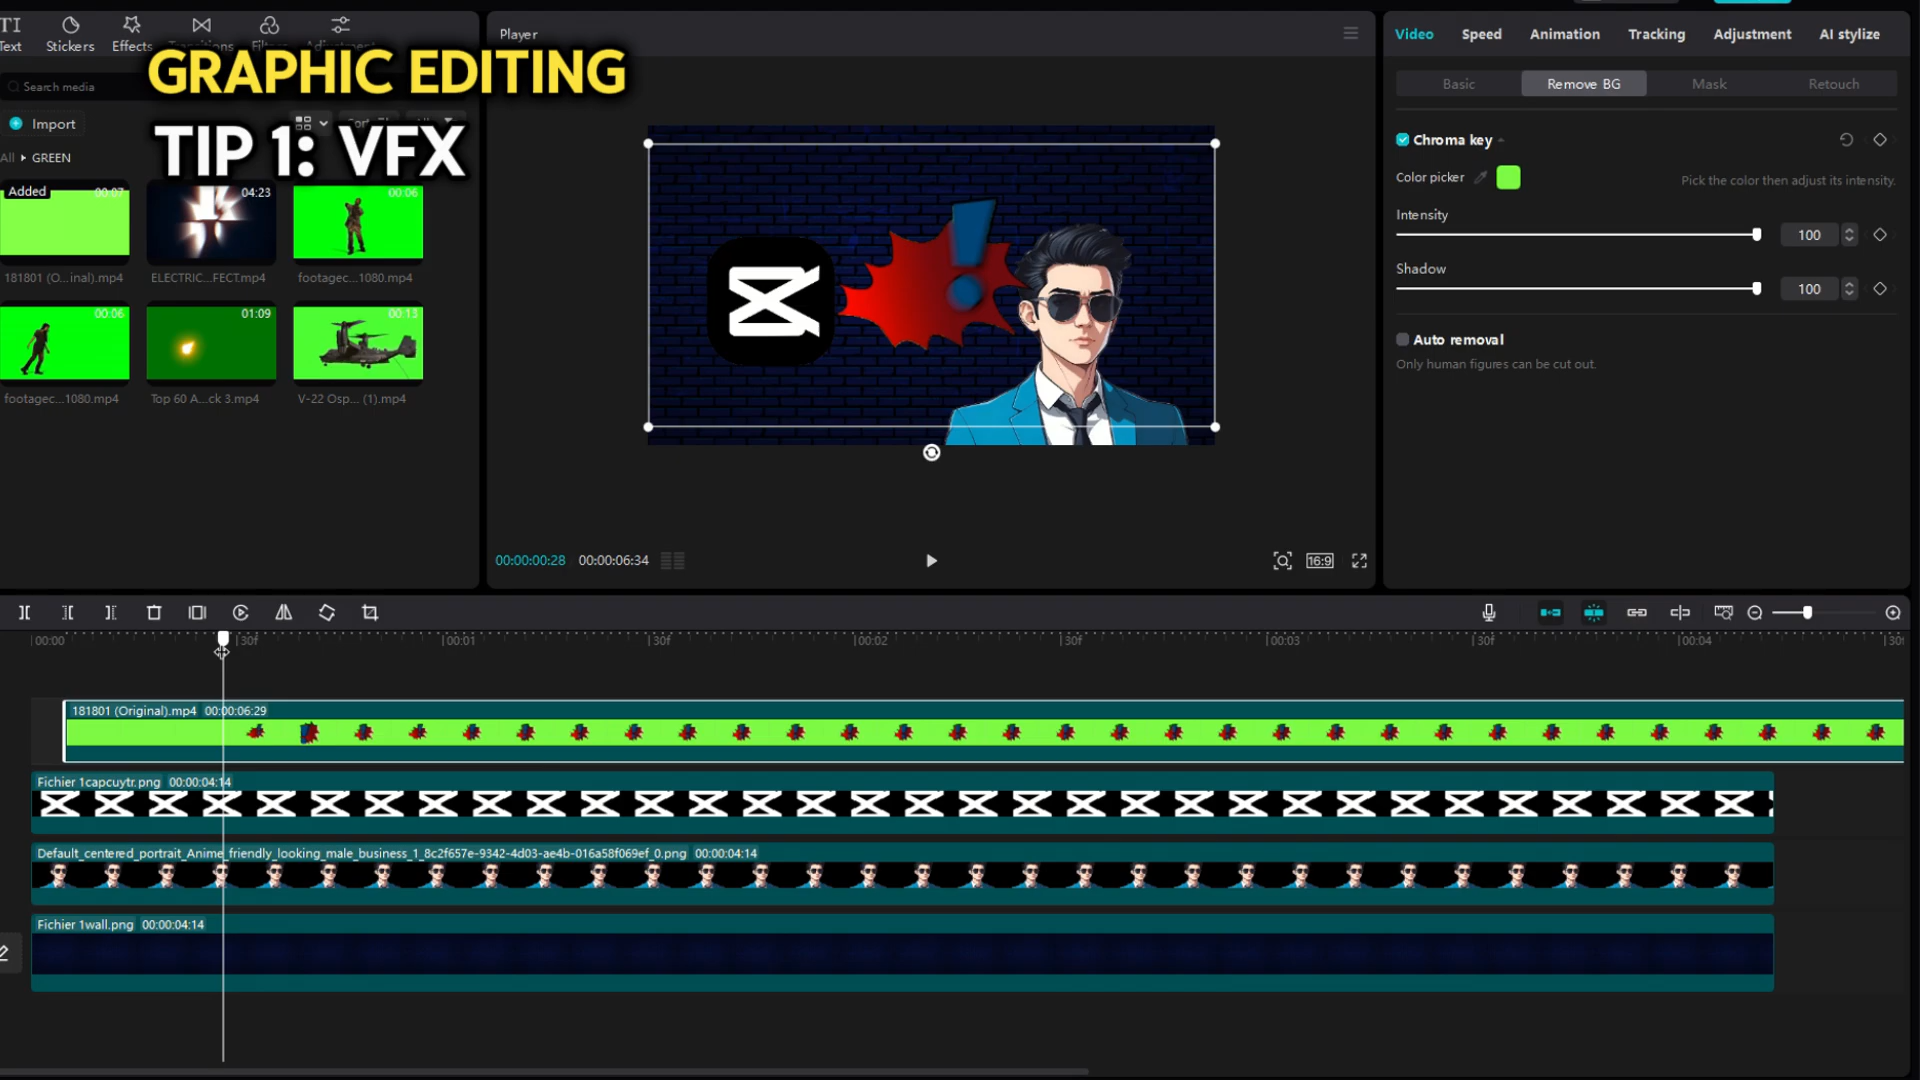 Text
Stickers
Effects
Transitions
GRAPHIC EDITING
TIP 1: VFX
Search media
Import
All
GREEN
Added
00:07
04:23
00:06
181801 (O...inal).mp4
ELECTRIC...FECT.mp4
footagec...1080.mp4
00:06
01:09
00:13
footagec...1080.mp4
Top 60 A...ck 3.mp4
V-22 Osp... (1).mp4
Player
00:00:00:28
00:00:06:34
16:9
Video
Speed
Animation
Tracking
Adjustment
AI stylize
Basic
Remove BG
Mask
Retouch
Chroma key
Color picker
Pick the color then adjust its intensity.
Intensity
100
Shadow
100
Auto removal
Only human figures can be cut out.
00:00
30f
00:01
30f
00:02
30f
00:03
30f
00:04
30f
181801 (Original).mp4 00:00:06:29
Fichier 1capcuytr.png 00:00:04:14
Default_centered_portrait_Anime_friendly_looking_male_business_1_8c2f657e-9342-4d03-ae4b-016a58f069ef_0.png 00:00:04:14
Fichier 1wall.png 00:00:04:14